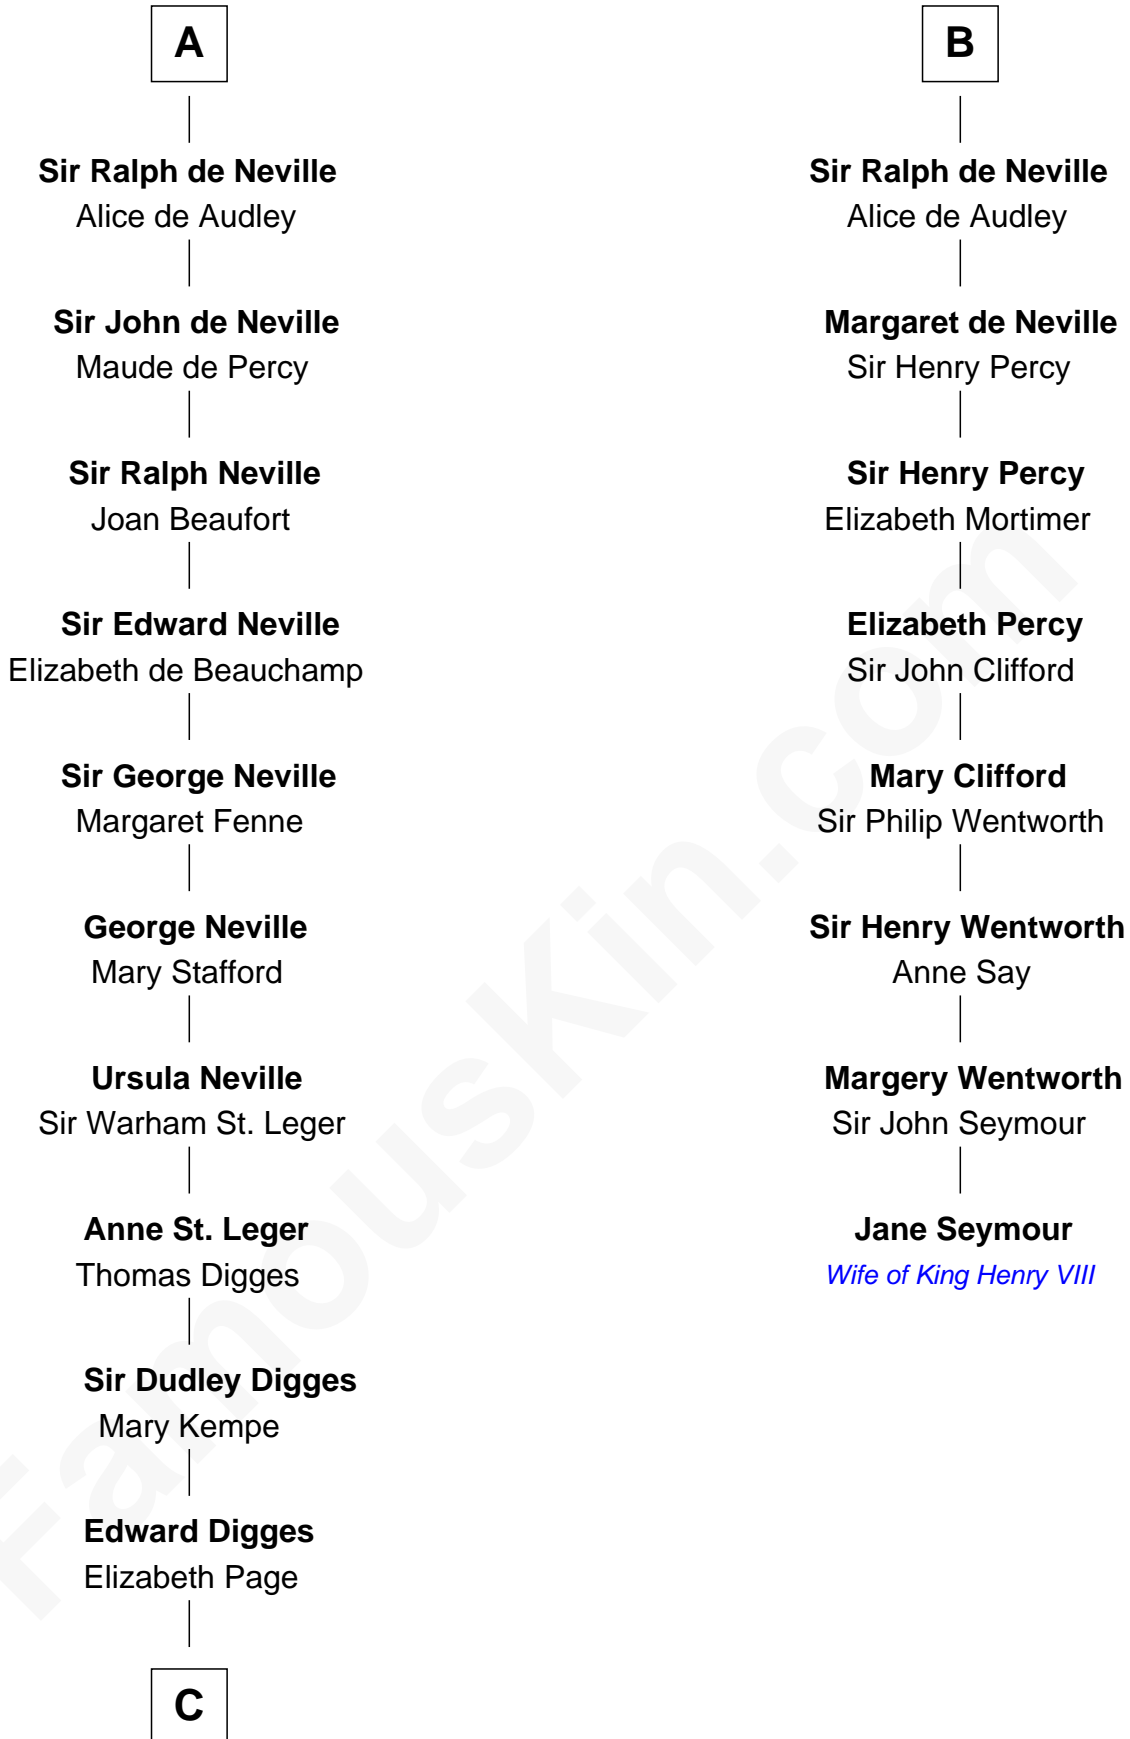 A
Sir Ralph de Neville
Alice de Audley
Sir John de Neville
Maude de Percy
Sir Ralph Neville
Joan Beaufort
Sir Edward Neville
Elizabeth de Beauchamp
Sir George Neville
Margaret Fenne
George Neville
Mary Stafford
Ursula Neville
Sir Warham St. Leger
Anne St. Leger
Thomas Digges
Sir Dudley Digges
Mary Kempe
Edward Digges
Elizabeth Page
C
B
Sir Ralph de Neville
Alice de Audley
Margaret de Neville
Sir Henry Percy
Sir Henry Percy
Elizabeth Mortimer
Elizabeth Percy
Sir John Clifford
Mary Clifford
Sir Philip Wentworth
Sir Henry Wentworth
Anne Say
Margery Wentworth
Sir John Seymour
Jane Seymour
Wife of King Henry VIII
FamousKin.com